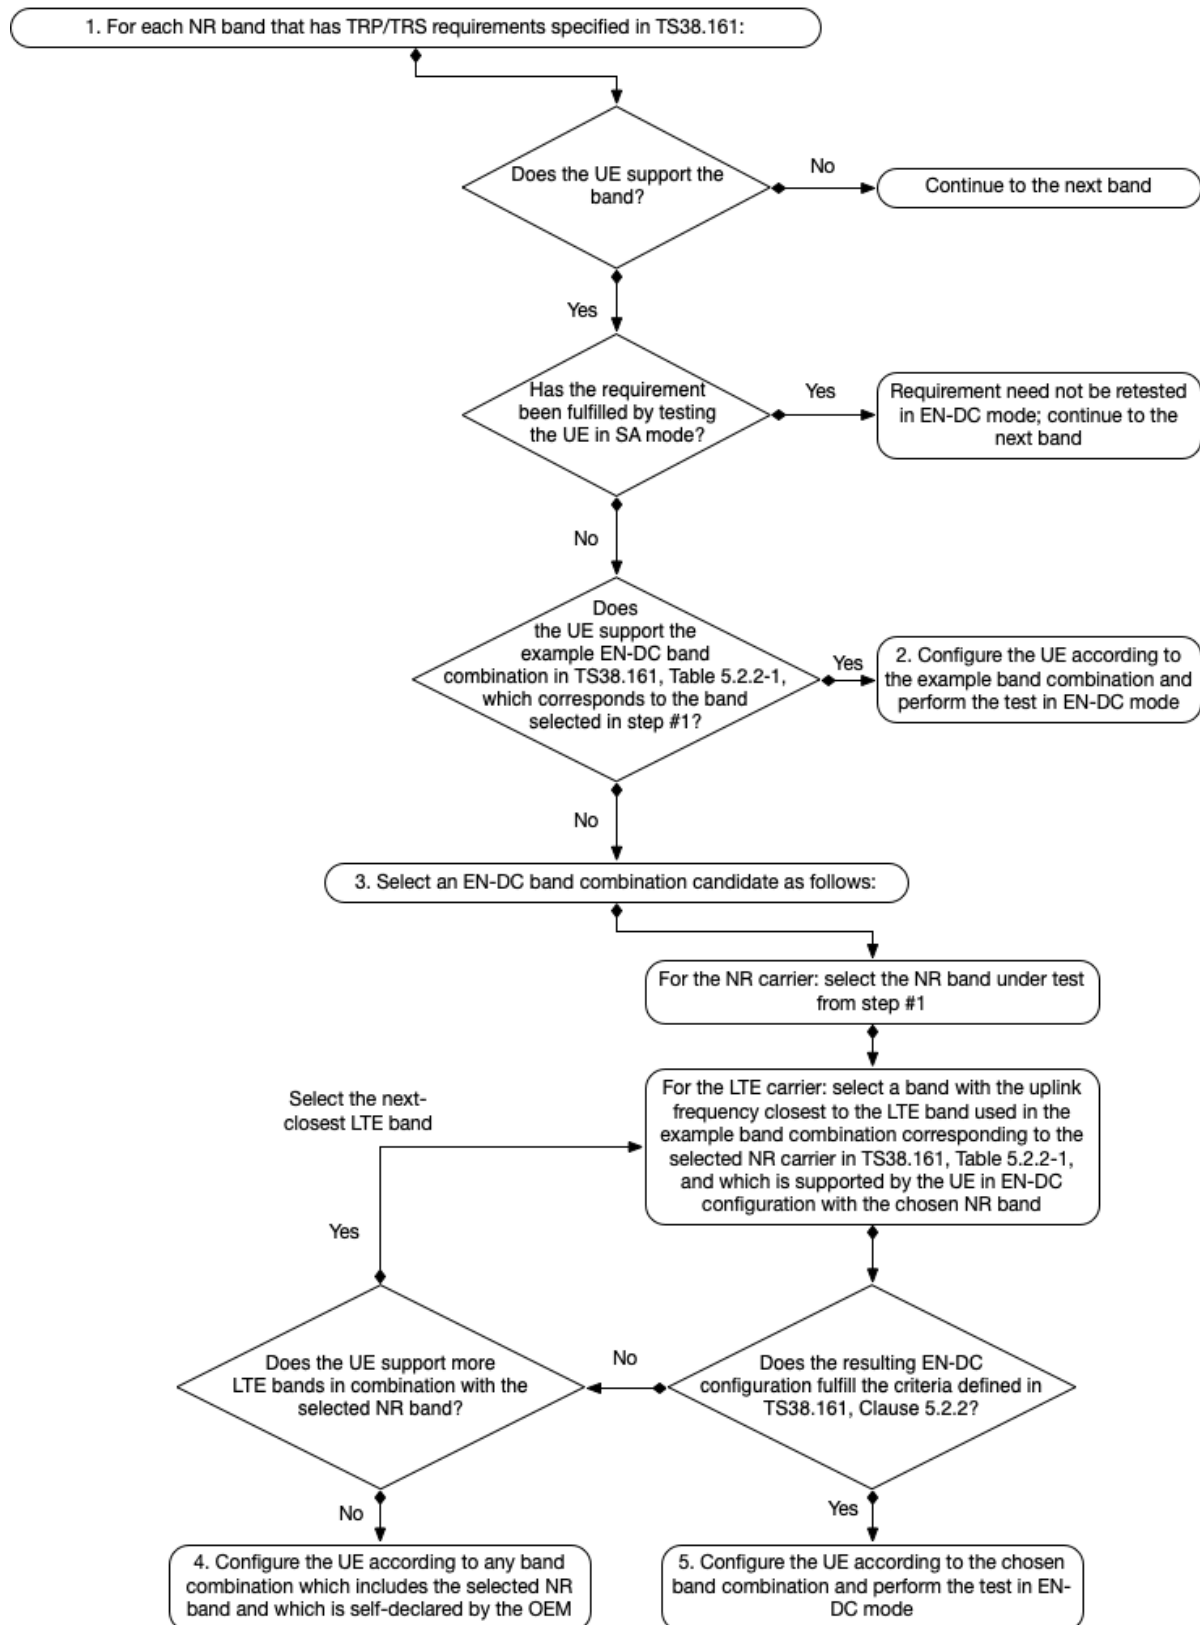 1. For each NR band that has TRP/TRS requirements specified in TS38.161:
Does the UE support the
band?
No
Continue to the next band
Yes
Has the requirement
been fulfilled by testing
the UE in SA mode?
Yes
Requirement need not be retested
in EN-DC mode; continue to the
next band
No
Does
the UE support the
example EN-DC band
combination in TS38.161, Table 5.2.2-1,
which corresponds to the band
selected in step #1?
Yes
2. Configure the UE according to
the example band combination and
perform the test in EN-DC mode
No
3. Select an EN-DC band combination candidate as follows:
For the NR carrier: select the NR band under test
from step #1
Select the next-
closest LTE band
For the LTE carrier: select a band with the uplink
frequency closest to the LTE band used in the
example band combination corresponding to the
selected NR carrier in TS38.161, Table 5.2.2-1,
and which is supported by the UE in EN-DC
configuration with the chosen NR band
Yes
Does the UE support more
LTE bands in combination with the
selected NR band?
No
Does the resulting EN-DC
configuration fulfill the criteria defined in
TS38.161, Clause 5.2.2?
No
Yes
4. Configure the UE according to any band
combination which includes the selected NR
band and which is self-declared by the OEM
5. Configure the UE according to the chosen
band combination and perform the test in EN-
DC mode